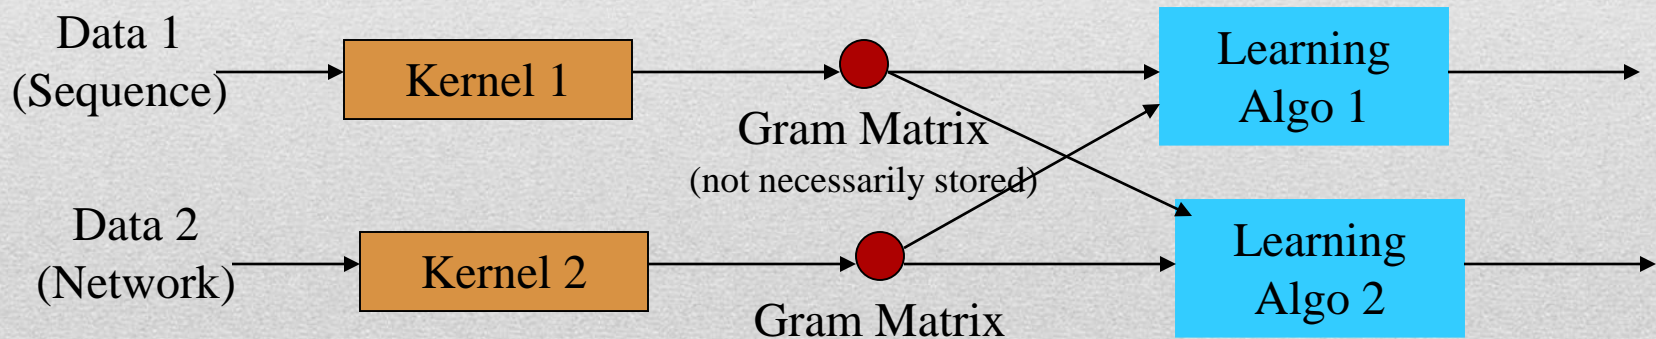 Data 1
(Sequence)
Kernel 1
Gram Matrix
(not necessarily stored)
Learning
Algo 1
Data 2
(Network)
Kernel 2
Gram Matrix
Learning
Algo 2